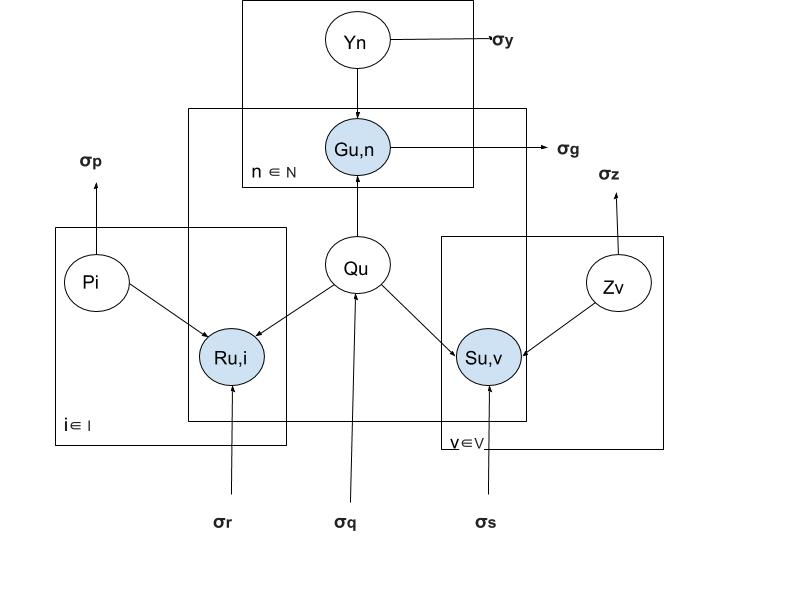 Yn
σy
Gu,n
σg
n ∈ N
σp
σz
Pi
Qu
Zv
Ru,i
Su,v
i∈ I
v∈V
σr
σq
σs